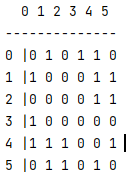 0 1 2 3 4 5
-------------
0 |0 1 0 1 1 0
1 |1 0 0 0 1 1
2 |0 0 0 0 1 1
3 |1 0 0 0 0 0
4 |1 1 1 0 0 1
5 |0 1 1 0 1 0